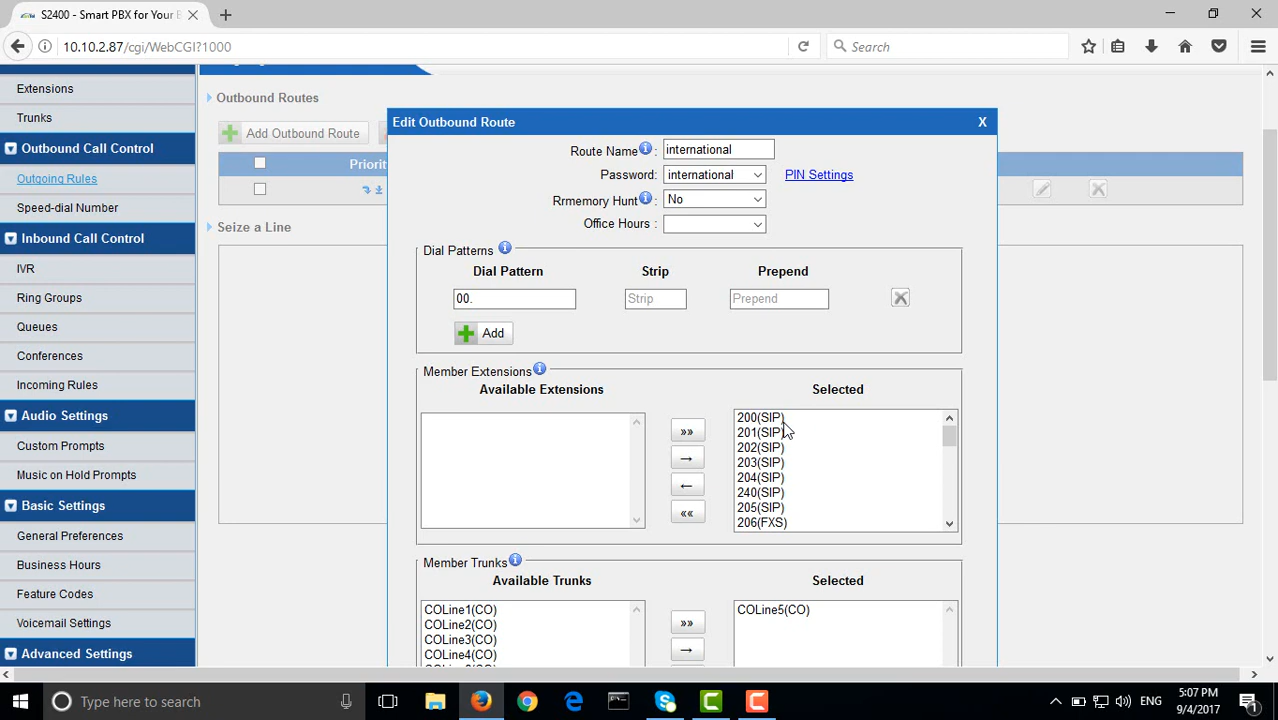 S2400 - Smart PBX for Your B
10.10.2.87/cgi/WebCGI?1000
Search
Extensions
Trunks
Outbound Call Control
Outgoing Rules
Speed-dial Number
Inbound Call Control
IVR
Ring Groups
Queues
Conferences
Incoming Rules
Audio Settings
Custom Prompts
Music on Hold Prompts
Basic Settings
General Preferences
Business Hours
Feature Codes
Voicemail Settings
Advanced Settings
Outbound Routes
Add Outbound Route
Priorit
Seize a Line
Edit Outbound Route X
Route Name : international
Password: international PIN Settings
Rrmemory Hunt : No
Office Hours :
Dial Patterns
Dial Pattern Strip Prepend
00. Strip Prepend
Add
Member Extensions
Available Extensions Selected
200(SIP)
201(SIP)
202(SIP)
203(SIP)
204(SIP)
240(SIP)
205(SIP)
206(FXS)
»»
→
←
««
Member Trunks
Available Trunks Selected
COLine1(CO)
COLine2(CO)
COLine3(CO)
COLine4(CO)
»»
→
COLine5(CO)
Type here to search
ENG
5:07 PM
9/4/2017
1